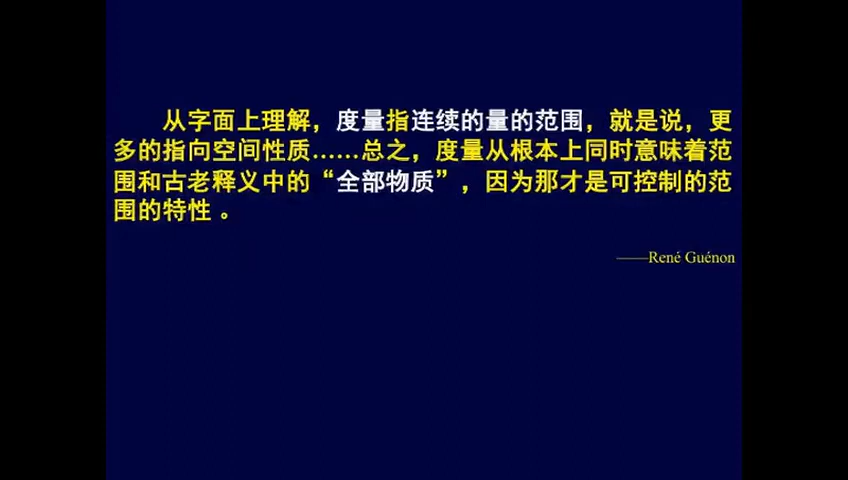 从字面上理解，度量指连续的量的范围，就是说，更
多的指向空间性质……总之，度量从根本上同时意味着范
围和古老释义中的“全部物质”，因为那才是可控制的范
围的特性 。
——René Guénon